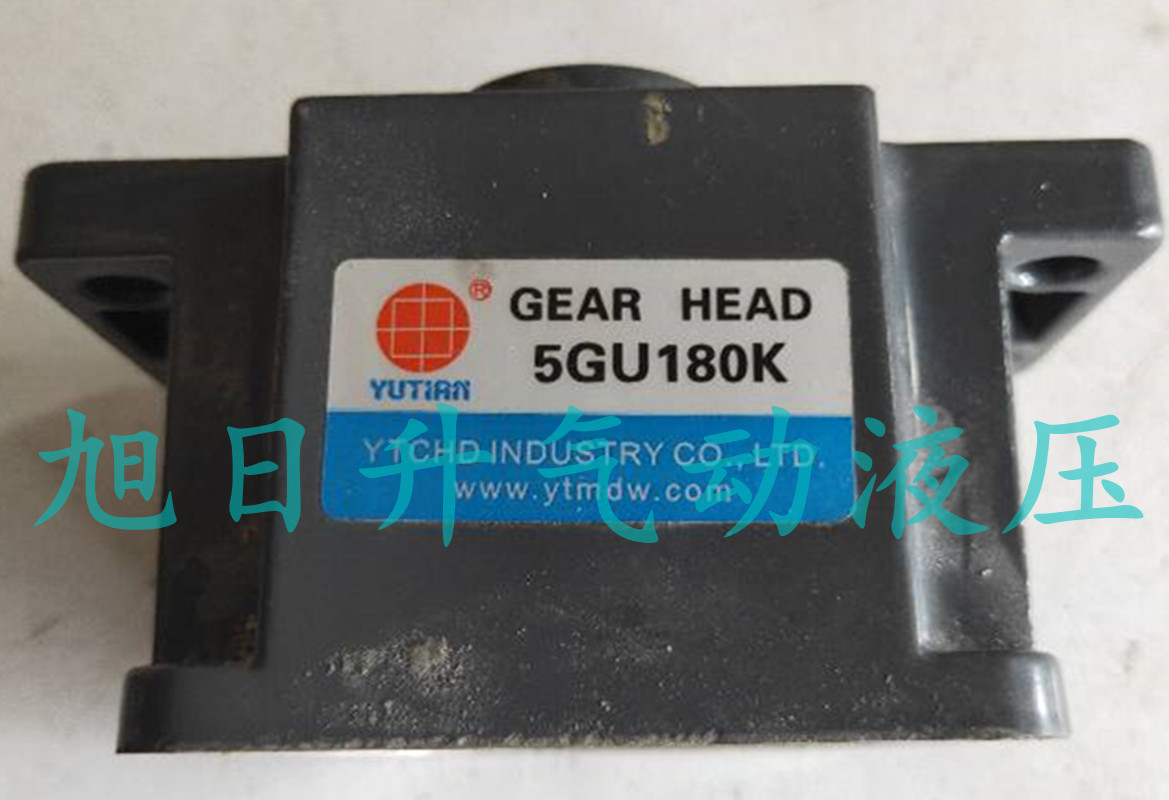 ®
GEAR HEAD
5GU180K
YUTIAN
YTCHD INDUSTRY CO., LTD.
www.ytmdw.com
旭日升气动液压